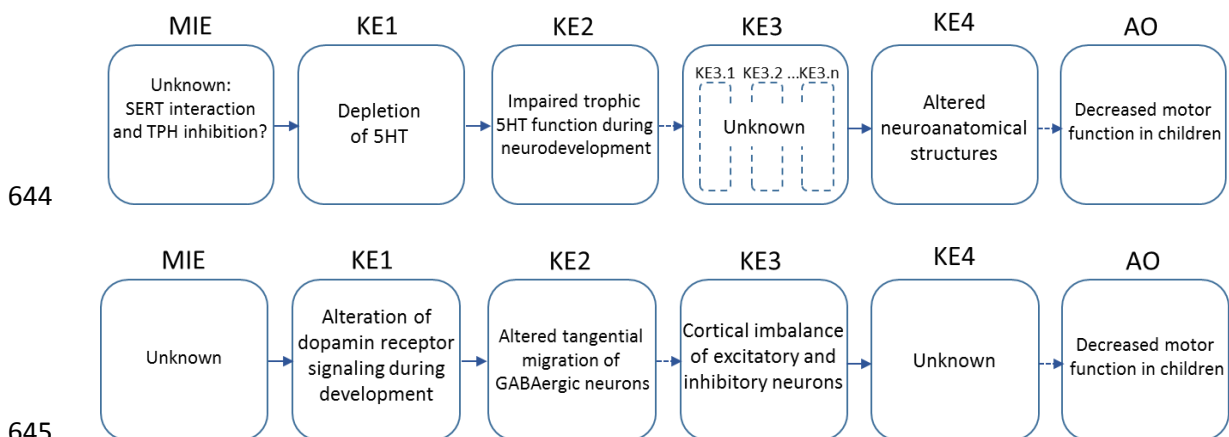 MIE KE1 KE2 KE3 KE4 AO
Unknown:
SERT interaction
and TPH inhibition?
Depletion
of 5HT
Impaired trophic
5HT function during
neurodevelopment
KE3.1 KE3.2 ...KE3.n
Unknown
Altered
neuroanatomical
structures
Decreased motor
function in children
644
MIE KE1 KE2 KE3 KE4 AO
Unknown
Alteration of
dopamin receptor
signaling during
development
Altered tangential
migration of
GABAergic neurons
Cortical imbalance
of excitatory and
inhibitory neurons
Unknown
Decreased motor
function in children
645